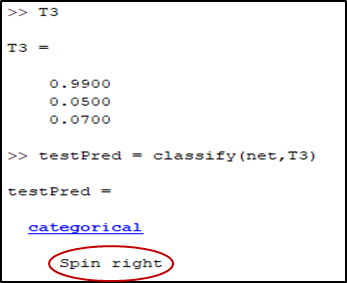 >> T3
T3 =
0.9900
0.0500
0.0700
>> testPred = classify(net,T3)
testPred =
categorical
Spin right